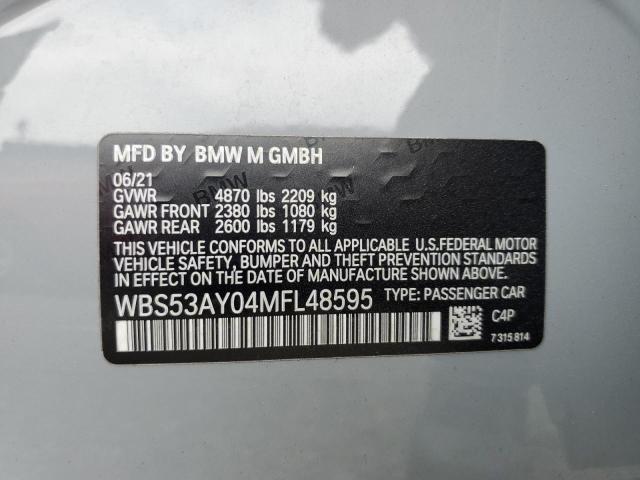 MFD BY BMW M GMBH
06/21
GVWR 4870 lbs 2209 kg
GAWR FRONT 2380 lbs 1080 kg
GAWR REAR 2600 lbs 1179 kg
THIS VEHICLE CONFORMS TO ALL APPLICABLE U.S.FEDERAL MOTOR
VEHICLE SAFETY, BUMPER AND THEFT PREVENTION STANDARDS
IN EFFECT ON THE DATE OF MANUFACTURE SHOWN ABOVE.
WBS53AY04MFL48595 TYPE: PASSENGER CAR
C4P
7 315 814